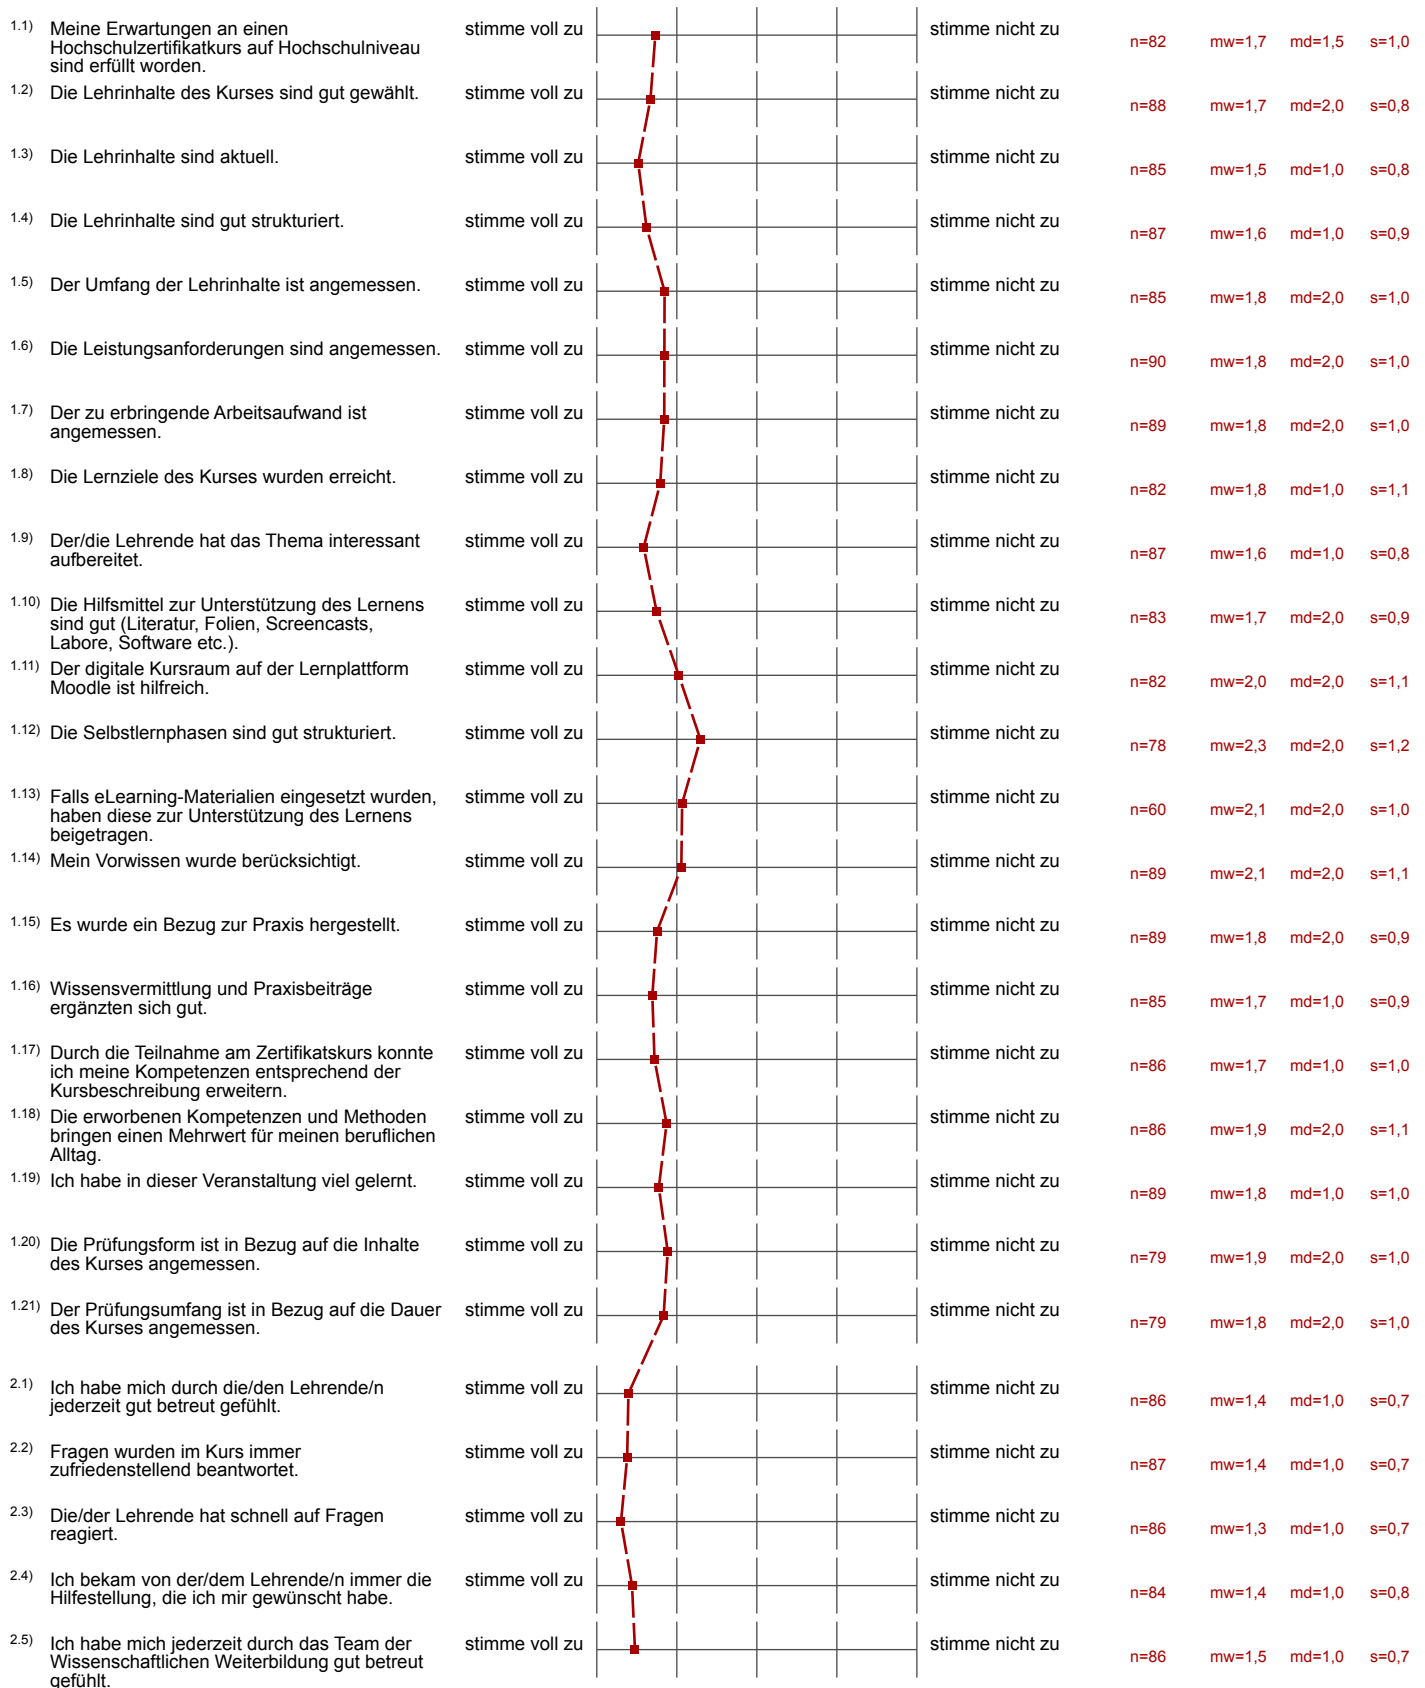 1.1) Meine Erwartungen an einen stimme voll zu stimme nicht zu n=82 mw=1,7 md=1,5 s=1,0
Hochschulzertifikatkurs auf Hochschulniveau
sind erfüllt worden.
1.2) Die Lehrinhalte des Kurses sind gut gewählt. stimme voll zu stimme nicht zu n=88 mw=1,7 md=2,0 s=0,8
1.3) Die Lehrinhalte sind aktuell. stimme voll zu stimme nicht zu n=85 mw=1,5 md=1,0 s=0,8
1.4) Die Lehrinhalte sind gut strukturiert. stimme voll zu stimme nicht zu n=87 mw=1,6 md=1,0 s=0,9
1.5) Der Umfang der Lehrinhalte ist angemessen. stimme voll zu stimme nicht zu n=85 mw=1,8 md=2,0 s=1,0
1.6) Die Leistungsanforderungen sind angemessen. stimme voll zu stimme nicht zu n=90 mw=1,8 md=2,0 s=1,0
1.7) Der zu erbringende Arbeitsaufwand ist stimme voll zu stimme nicht zu n=89 mw=1,8 md=2,0 s=1,0
angemessen.
1.8) Die Lernziele des Kurses wurden erreicht. stimme voll zu stimme nicht zu n=82 mw=1,8 md=1,0 s=1,1
1.9) Der/die Lehrende hat das Thema interessant stimme voll zu stimme nicht zu n=87 mw=1,6 md=1,0 s=0,8
aufbereitet.
1.10) Die Hilfsmittel zur Unterstützung des Lernens stimme voll zu stimme nicht zu n=83 mw=1,7 md=2,0 s=0,9
sind gut (Literatur, Folien, Screencasts,
Labore, Software etc.).
1.11) Der digitale Kursraum auf der Lernplattform stimme voll zu stimme nicht zu n=82 mw=2,0 md=2,0 s=1,1
Moodle ist hilfreich.
1.12) Die Selbstlernphasen sind gut strukturiert. stimme voll zu stimme nicht zu n=78 mw=2,3 md=2,0 s=1,2
1.13) Falls eLearning-Materialien eingesetzt wurden, stimme voll zu stimme nicht zu n=60 mw=2,1 md=2,0 s=1,0
haben diese zur Unterstützung des Lernens
beigetragen.
1.14) Mein Vorwissen wurde berücksichtigt. stimme voll zu stimme nicht zu n=89 mw=2,1 md=2,0 s=1,1
1.15) Es wurde ein Bezug zur Praxis hergestellt. stimme voll zu stimme nicht zu n=89 mw=1,8 md=2,0 s=0,9
1.16) Wissensvermittlung und Praxisbeiträge stimme voll zu stimme nicht zu n=85 mw=1,7 md=1,0 s=0,9
ergänzten sich gut.
1.17) Durch die Teilnahme am Zertifikatskurs konnte stimme voll zu stimme nicht zu n=86 mw=1,7 md=1,0 s=1,0
ich meine Kompetenzen entsprechend der
Kursbeschreibung erweitern.
1.18) Die erworbenen Kompetenzen und Methoden stimme voll zu stimme nicht zu n=86 mw=1,9 md=2,0 s=1,1
bringen einen Mehrwert für meinen beruflichen
Alltag.
1.19) Ich habe in dieser Veranstaltung viel gelernt. stimme voll zu stimme nicht zu n=89 mw=1,8 md=1,0 s=1,0
1.20) Die Prüfungsform ist in Bezug auf die Inhalte stimme voll zu stimme nicht zu n=79 mw=1,9 md=2,0 s=1,0
des Kurses angemessen.
1.21) Der Prüfungsumfang ist in Bezug auf die Dauer stimme voll zu stimme nicht zu n=79 mw=1,8 md=2,0 s=1,0
des Kurses angemessen.
2.1) Ich habe mich durch die/den Lehrende/n stimme voll zu stimme nicht zu n=86 mw=1,4 md=1,0 s=0,7
jederzeit gut betreut gefühlt.
2.2) Fragen wurden im Kurs immer stimme voll zu stimme nicht zu n=87 mw=1,4 md=1,0 s=0,7
zufriedenstellend beantwortet.
2.3) Die/der Lehrende hat schnell auf Fragen stimme voll zu stimme nicht zu n=86 mw=1,3 md=1,0 s=0,7
reagiert.
2.4) Ich bekam von der/dem Lehrende/n immer die stimme voll zu stimme nicht zu n=84 mw=1,4 md=1,0 s=0,8
Hilfestellung, die ich mir gewünscht habe.
2.5) Ich habe mich jederzeit durch das Team der stimme voll zu stimme nicht zu n=86 mw=1,5 md=1,0 s=0,7
Wissenschaftlichen Weiterbildung gut betreut
gefühlt.